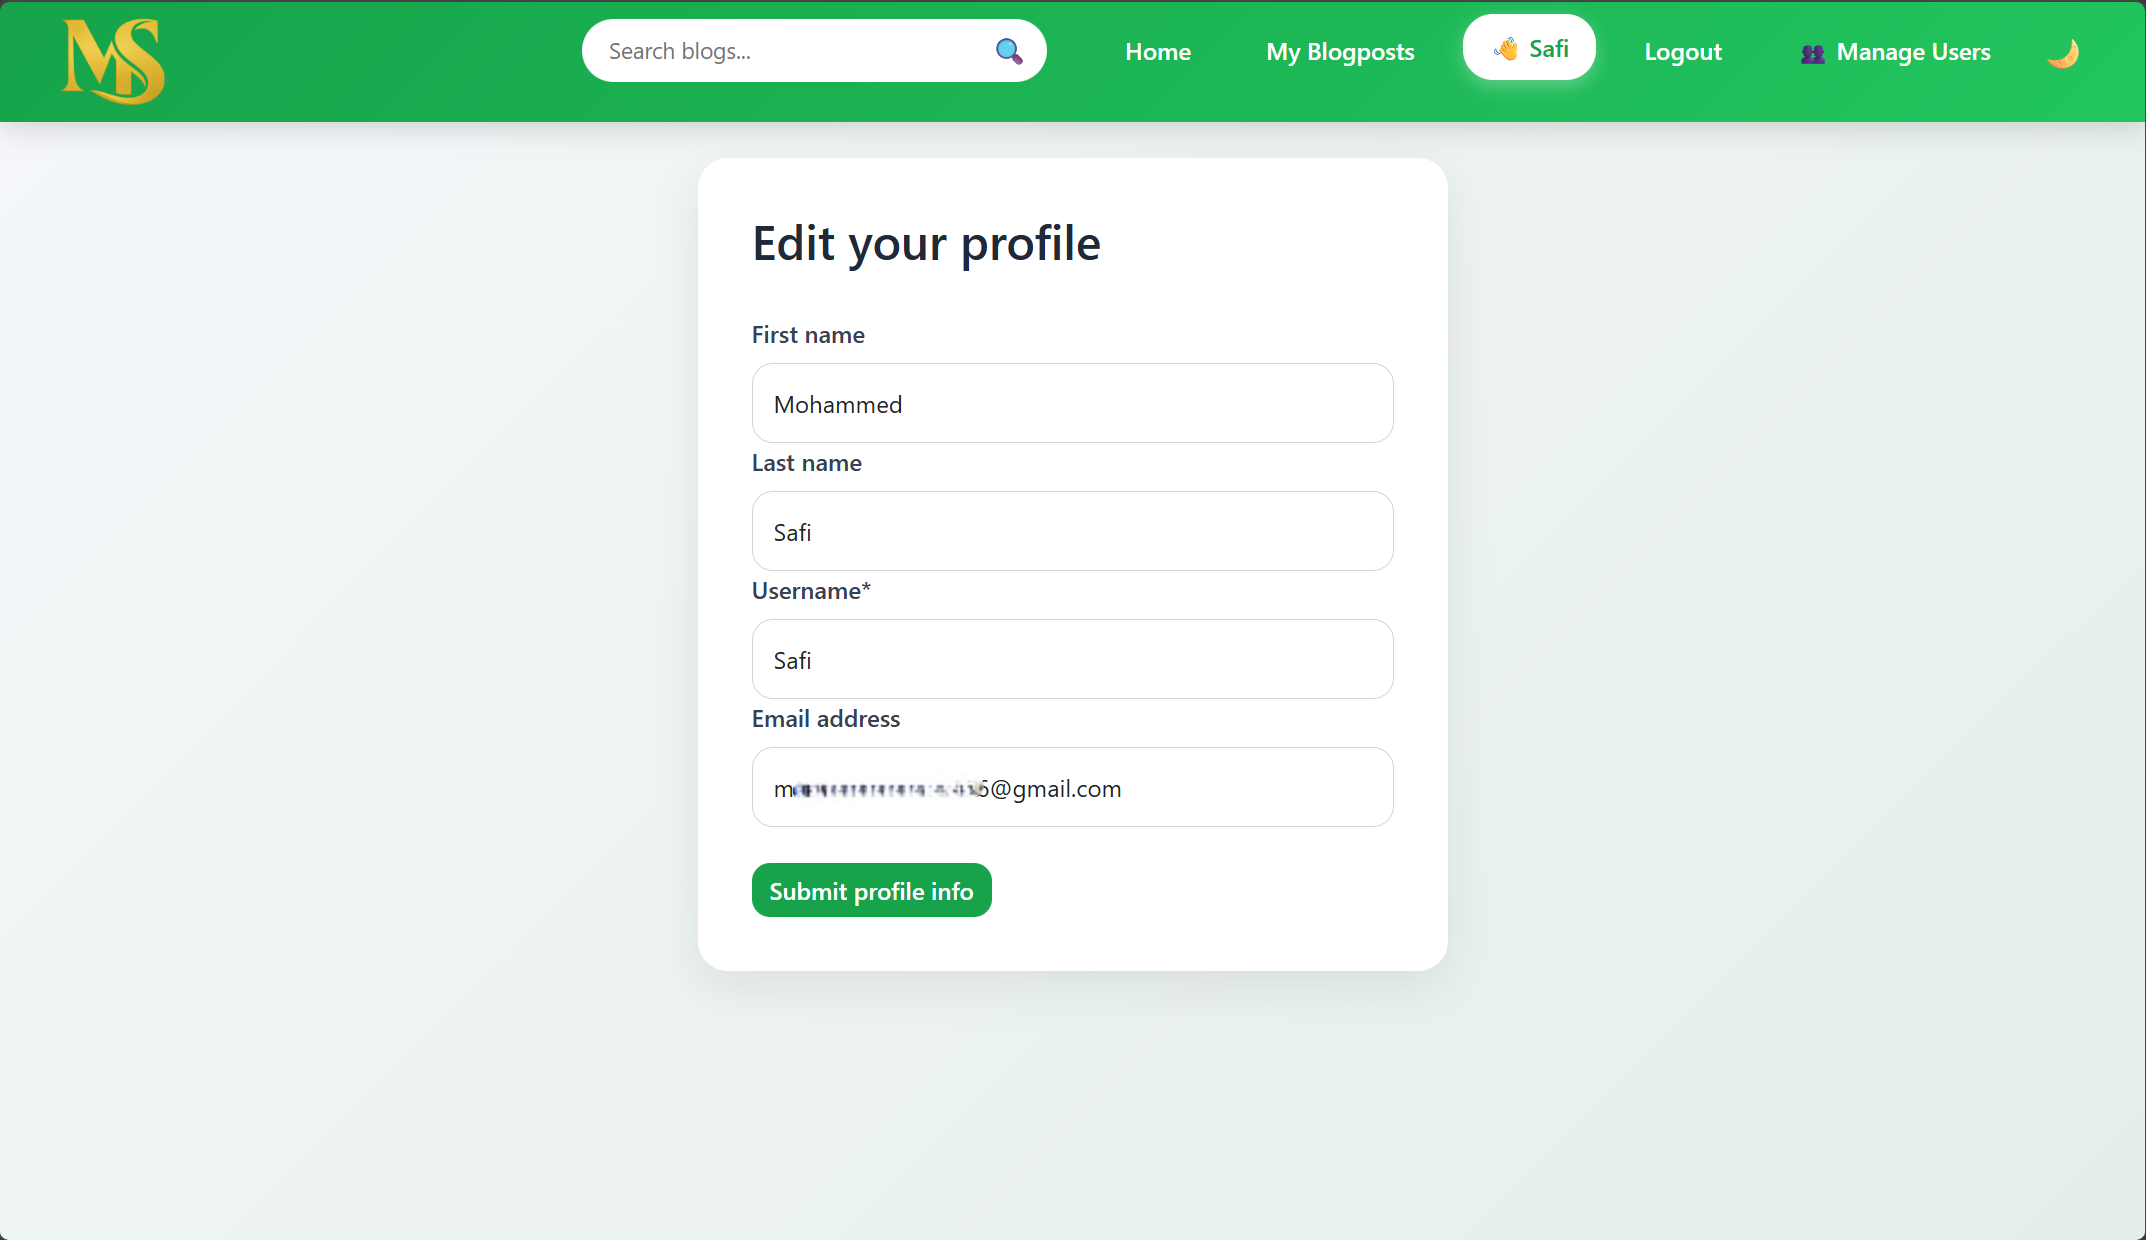 MS
Search blogs...
Home
My Blogposts
👋 Safi
Logout
👥 Manage Users
Edit your profile
First name
Mohammed
Last name
Safi
Username*
Safi
Email address
@gmail.com
Submit profile info